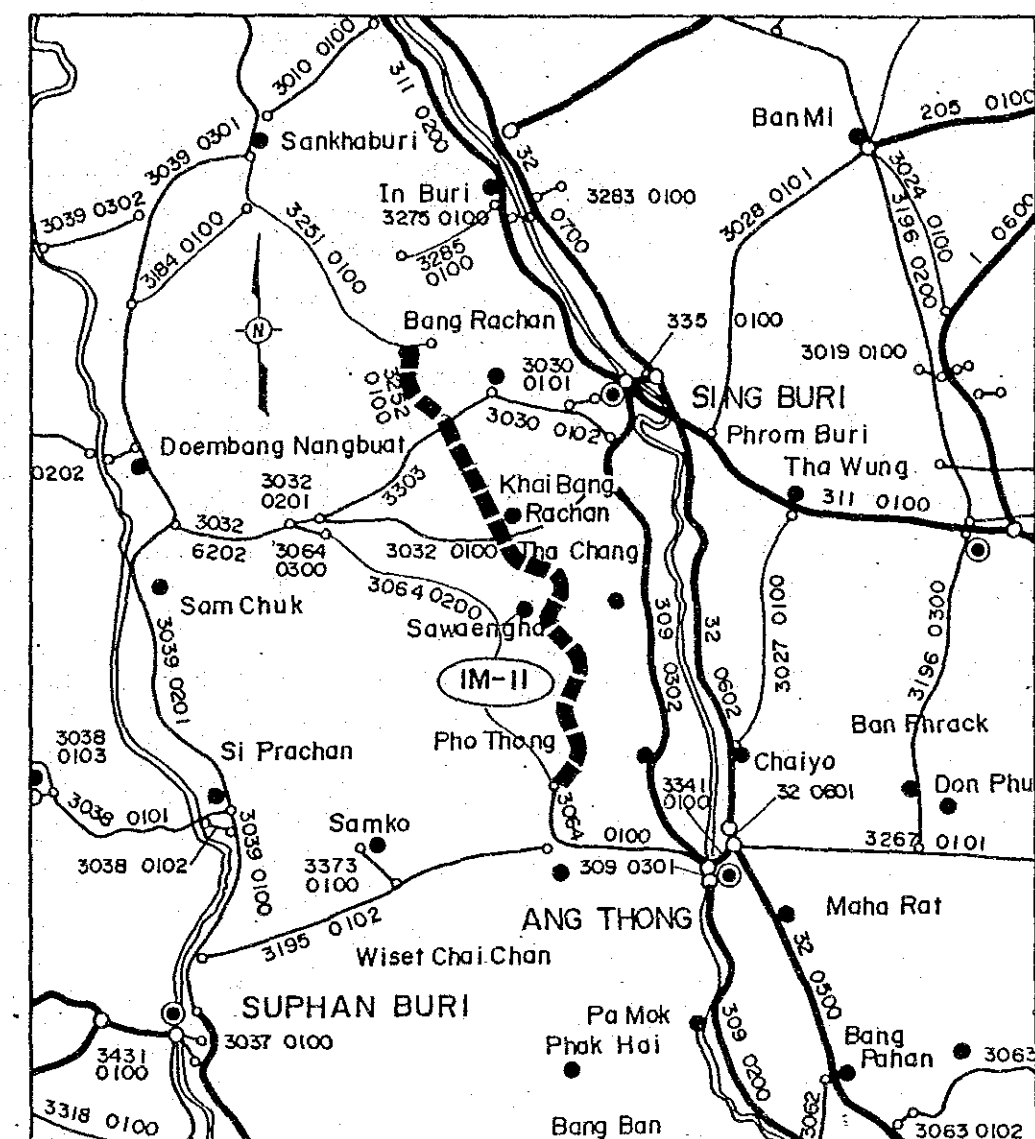 3010 0100
311 0200
32 0700
Ban Mi
205 0100
Sankhaburi
3039 0301
3039 0302
3184 0100
3251 0100
In Buri
3275 0100
3283 0100
3285
0100
3028 0101
3024 0100
3196 0200
1 0600
N
Bang Rachan
335 0100
3019 0100
3252
0100
3030
0101
SING BURI
3030 0102
Phrom Buri
Doembang Nangbuat
0202
3032
0201
3303
Khai Bang
Rachan
Tha Wung
311 0100
3032
6202
3064
0300
3032 0100
Tha Chang
3064 0200
Sam Chuk
Sawaengha
3039 0201
309 0302
32 0602
3027 0100
3196 0300
IM-11
Ban Phrack
3038
0103
Si Prachan
Pho Thong
Chaiyo
Don Phu
3341
0100
32 0601
3038 0101
3038 0102
3039 0100
Samko
3373
0100
3064 0100
309 0301
3267 0101
ANG THONG
Maha Rat
3195 0102
Wiset Chai Chan
32 0500
SUPHAN BURI
Pa Mok
Phak Hai
309 0200
Bang
Pahan
3431
0100
3037 0100
3063
3062
3318 0100
Bang Ban
3063 0102